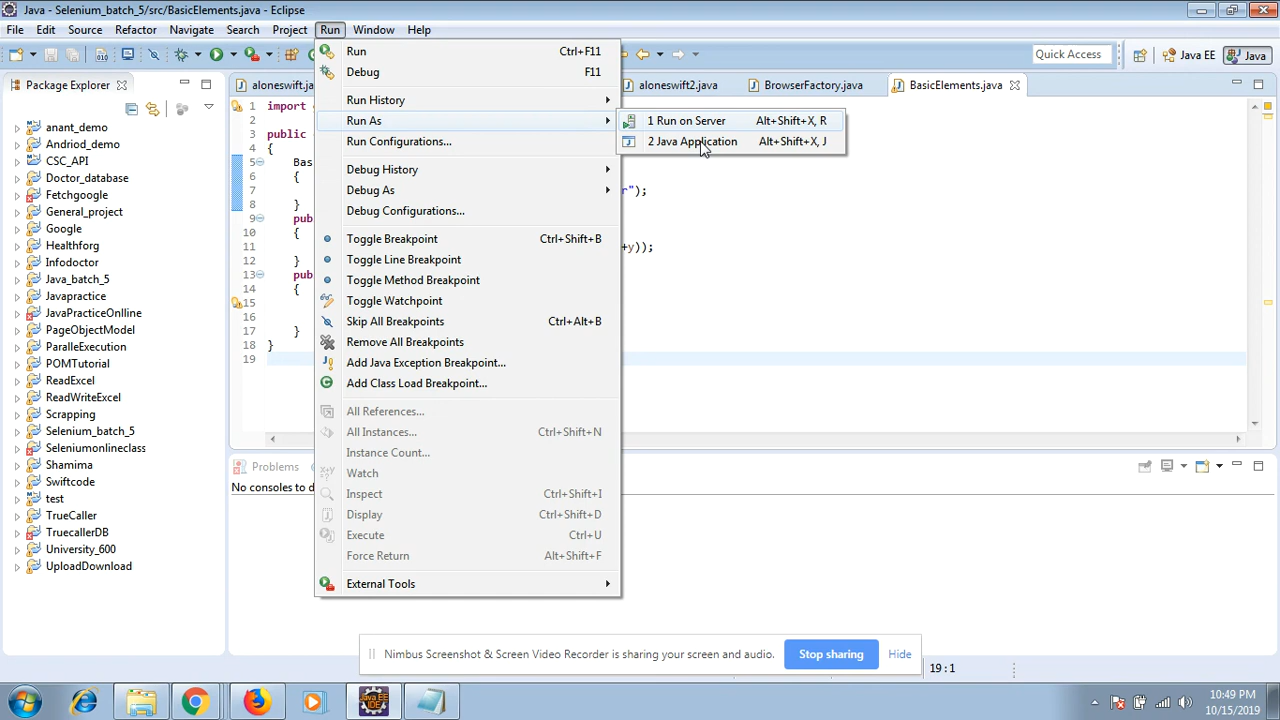 Java - Selenium_batch_5/src/BasicElements.java - Eclipse
File Edit Source Refactor Navigate Search Project Run Window Help
Quick Access Java EE Java
Package Explorer
anant_demo
Andriod_demo
CSC_API
Doctor_database
Fetchgoogle
General_project
Google
Healthforg
Infodoctor
Java_batch_5
Javapractice
JavaPracticeOnlline
PageObjectModel
ParalleExecution
POMTutorial
ReadExcel
ReadWriteExcel
Scrapping
Selenium_batch_5
Seleniumonlineclass
Shamima
Swiftcode
test
TrueCaller
TruecallerDB
University_600
UploadDownload
aloneswift.ja aloneswift2.java BrowserFactory.java BasicElements.java
1 import
2
3 public
4 {
5 Bas
6 {
7 r");
8 }
9 pub
10 {
11 +y));
12 }
13 pub
14 {
15
16
17 }
18 }
19
Run Ctrl+F11
Debug F11
Run History
Run As
Run Configurations...
Debug History
Debug As
Debug Configurations...
Toggle Breakpoint Ctrl+Shift+B
Toggle Line Breakpoint
Toggle Method Breakpoint
Toggle Watchpoint
Skip All Breakpoints Ctrl+Alt+B
Remove All Breakpoints
Add Java Exception Breakpoint...
Add Class Load Breakpoint...
All References...
All Instances... Ctrl+Shift+N
Instance Count...
Watch
Inspect Ctrl+Shift+I
Display Ctrl+Shift+D
Execute Ctrl+U
Force Return Alt+Shift+F
External Tools
1 Run on Server Alt+Shift+X, R
2 Java Application Alt+Shift+X, J
Problems
No consoles to d
Nimbus Screenshot & Screen Video Recorder is sharing your screen and audio. Stop sharing Hide
19 : 1
Java EE
IDE
10:49 PM
10/15/2019